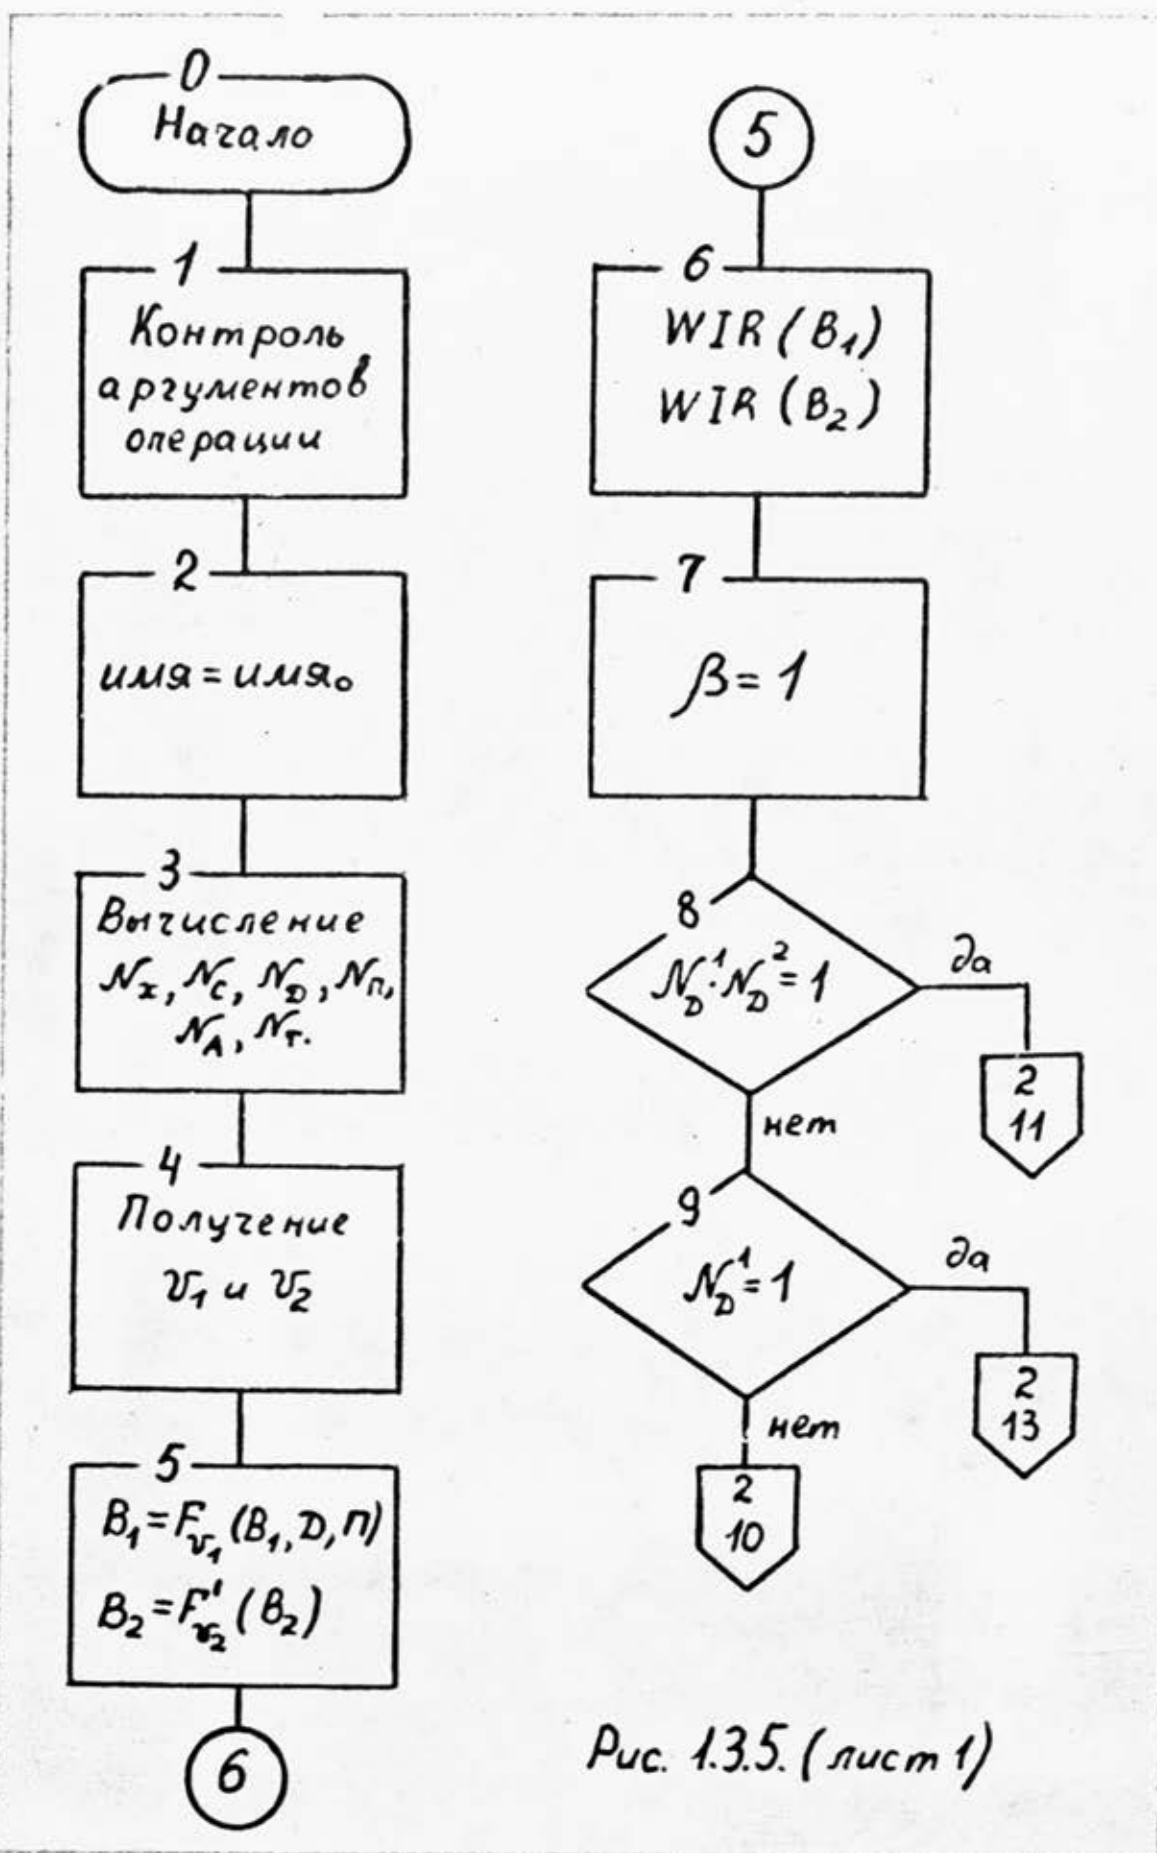 0
Начало
1
Контроль
аргументов
операции
2
имя = имя₀
3
Вычисление
N_x, N_C, N_D, N_П,
N_A, N_T.
4
Получение
v₁ и v₂
5
B₁ = F_v₁ (B₁, D, П)
B₂ = F'_v₂ (B₂)
6
5
6
WIR (B₁)
WIR (B₂)
7
β = 1
8
N_D¹ · N_D² = 1
да
2
11
нет
9
N_D¹ = 1
да
2
13
нет
2
10
Рис. 1.3.5. (лист 1)